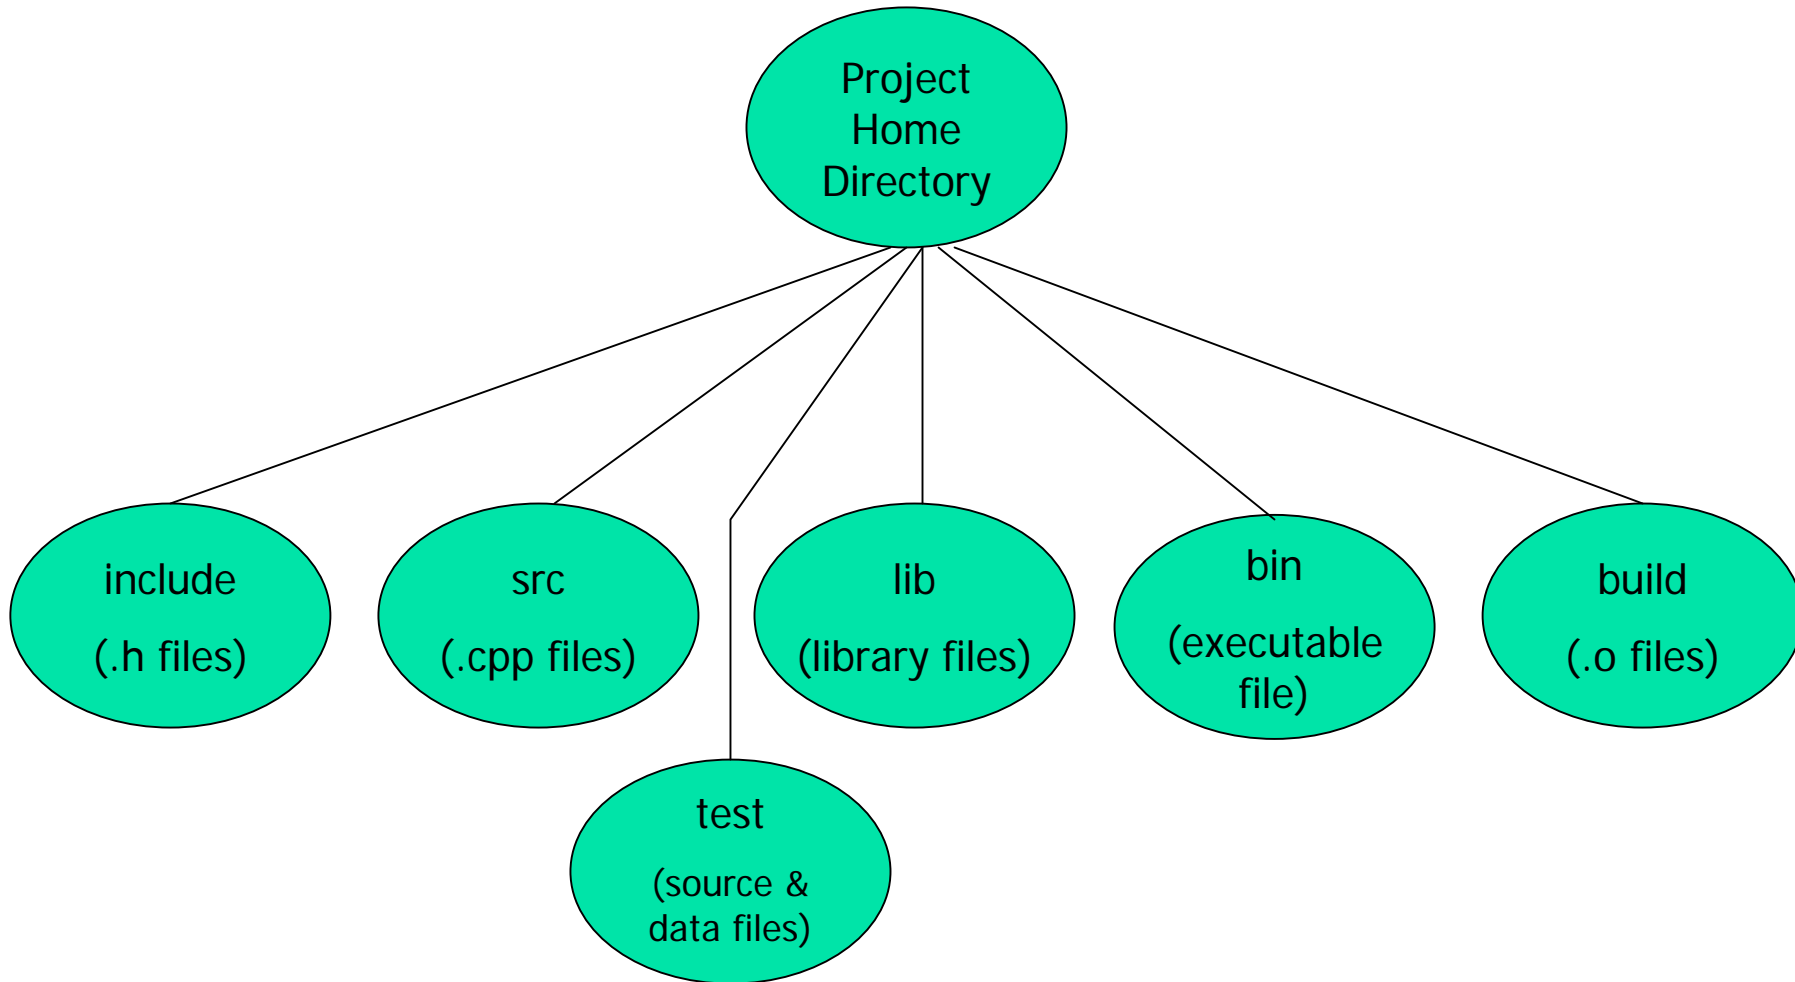 Project
Home
Directory
include
(.h files)
src
(.cpp files)
lib
(library files)
bin
(executable
file)
build
(.o files)
test
(source &
data files)